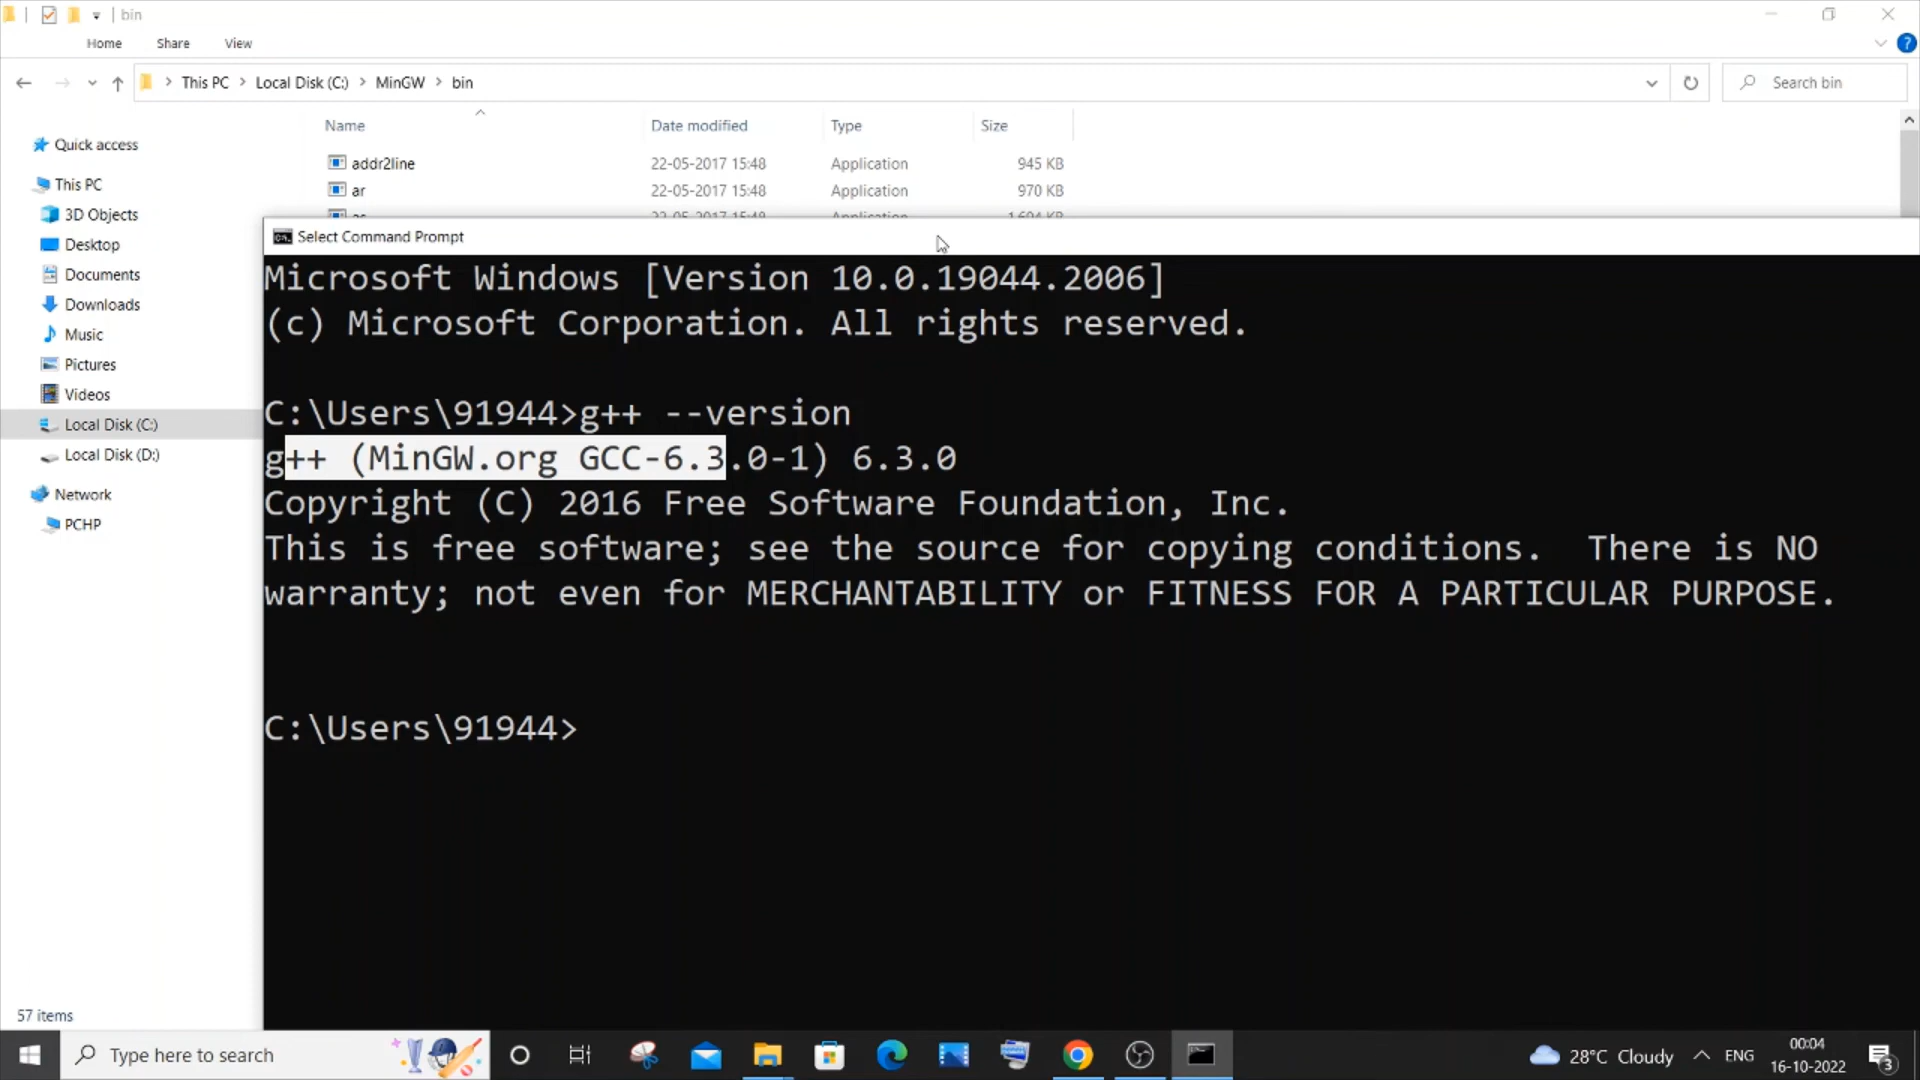 bin
Home Share View
This PC Local Disk (C:) MinGW bin
Search bin
Name Date modified Type Size
addr2line 22-05-2017 15:48 Application 945 KB
ar 22-05-2017 15:48 Application 970 KB
Quick access
This PC
3D Objects
Desktop
Documents
Downloads
Music
Pictures
Videos
Local Disk (C:)
Local Disk (D:)
Network
PCHP
57 items
Select Command Prompt
Microsoft Windows [Version 10.0.19044.2006]
(c) Microsoft Corporation. All rights reserved.
C:\Users\91944>g++ --version
g++ (MinGW.org GCC-6.3.0-1) 6.3.0
Copyright (C) 2016 Free Software Foundation, Inc.
This is free software; see the source for copying conditions.  There is NO
warranty; not even for MERCHANTABILITY or FITNESS FOR A PARTICULAR PURPOSE.
C:\Users\91944>
Type here to search
28°C Cloudy
ENG
00:04
16-10-2022
3